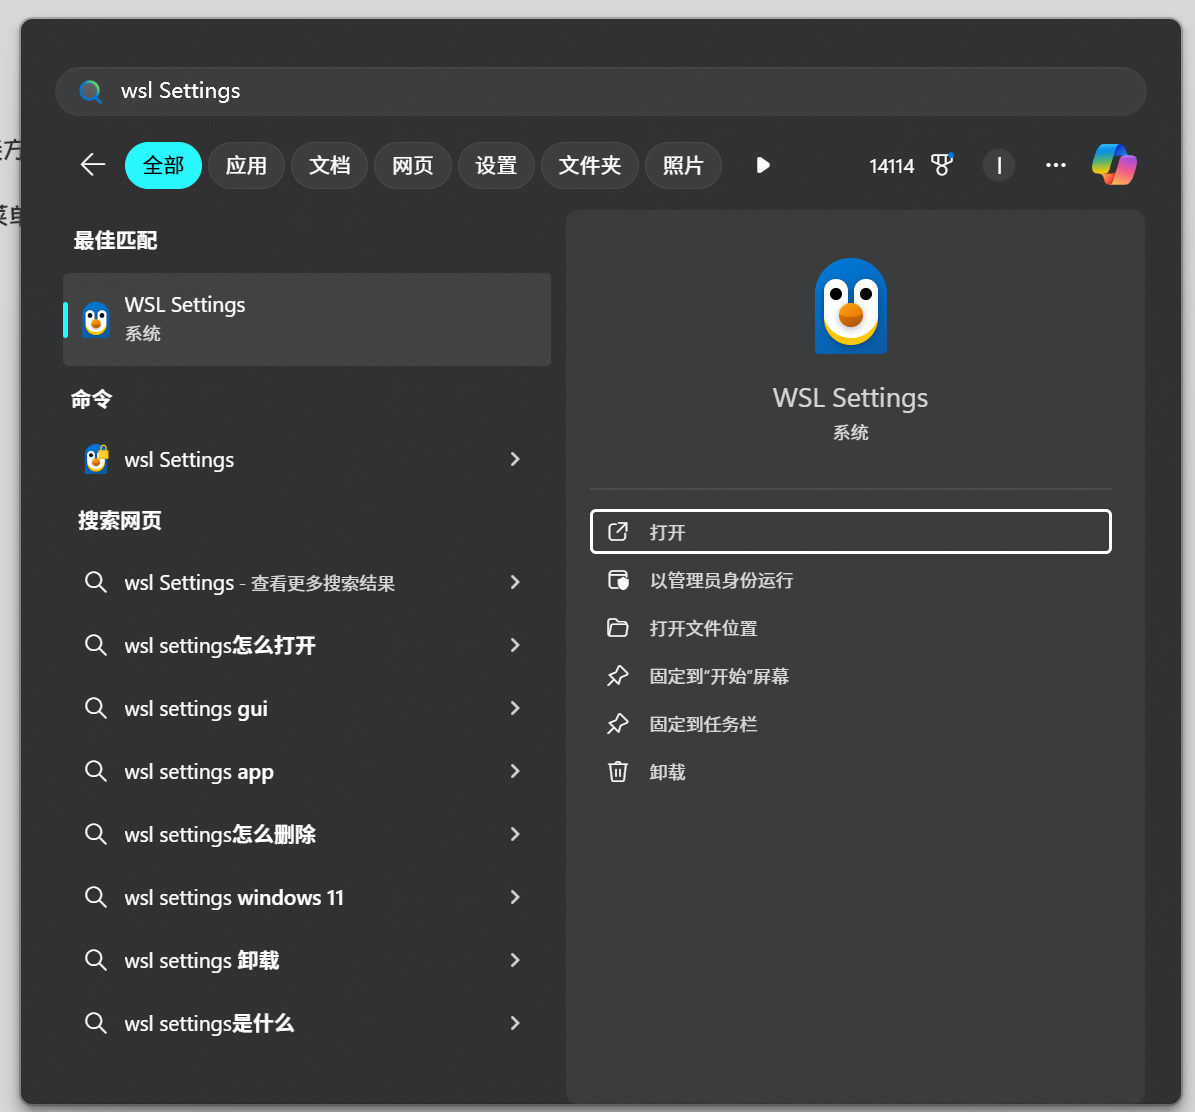 wsl Settings
全部
应用
文档
网页
设置
文件夹
照片
14114
I
最佳匹配
WSL Settings
系统
命令
wsl Settings
搜索网页
wsl Settings - 查看更多搜索结果
wsl settings怎么打开
wsl settings gui
wsl settings app
wsl settings怎么删除
wsl settings windows 11
wsl settings 卸载
wsl settings是什么
WSL Settings
系统
打开
以管理员身份运行
打开文件位置
固定到"开始"屏幕
固定到任务栏
卸载